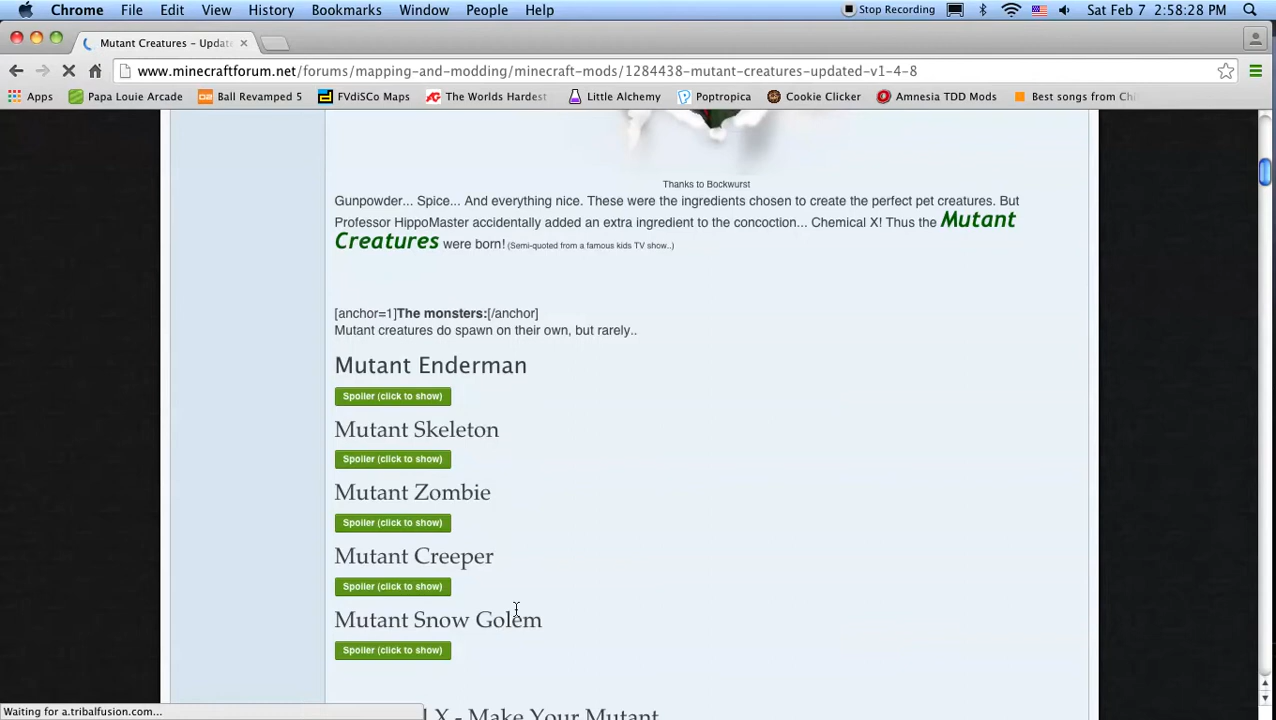 Chrome File Edit View History Bookmarks Window People Help Stop Recording Sat Feb 7 2:58:28 PM
Mutant Creatures – Update
www.minecraftforum.net/forums/mapping-and-modding/minecraft-mods/1284438-mutant-creatures-updated-v1-4-8
Apps Papa Louie Arcade Ball Revamped 5 FVdiSCo Maps The Worlds Hardest Little Alchemy Poptropica Cookie Clicker Amnesia TDD Mods Best songs from Chi
Thanks to Bockwurst
Gunpowder... Spice... And everything nice. These were the ingredients chosen to create the perfect pet creatures. But
Professor HippoMaster accidentally added an extra ingredient to the concoction... Chemical X! Thus the Mutant
Creatures were born! (Semi-quoted from a famous kids TV show..)
[anchor=1]The monsters:[/anchor]
Mutant creatures do spawn on their own, but rarely..
Mutant Enderman
Spoiler (click to show)
Mutant Skeleton
Spoiler (click to show)
Mutant Zombie
Spoiler (click to show)
Mutant Creeper
Spoiler (click to show)
Mutant Snow Golem
Spoiler (click to show)
X - Make Your Mutant
Waiting for a.tribalfusion.com...